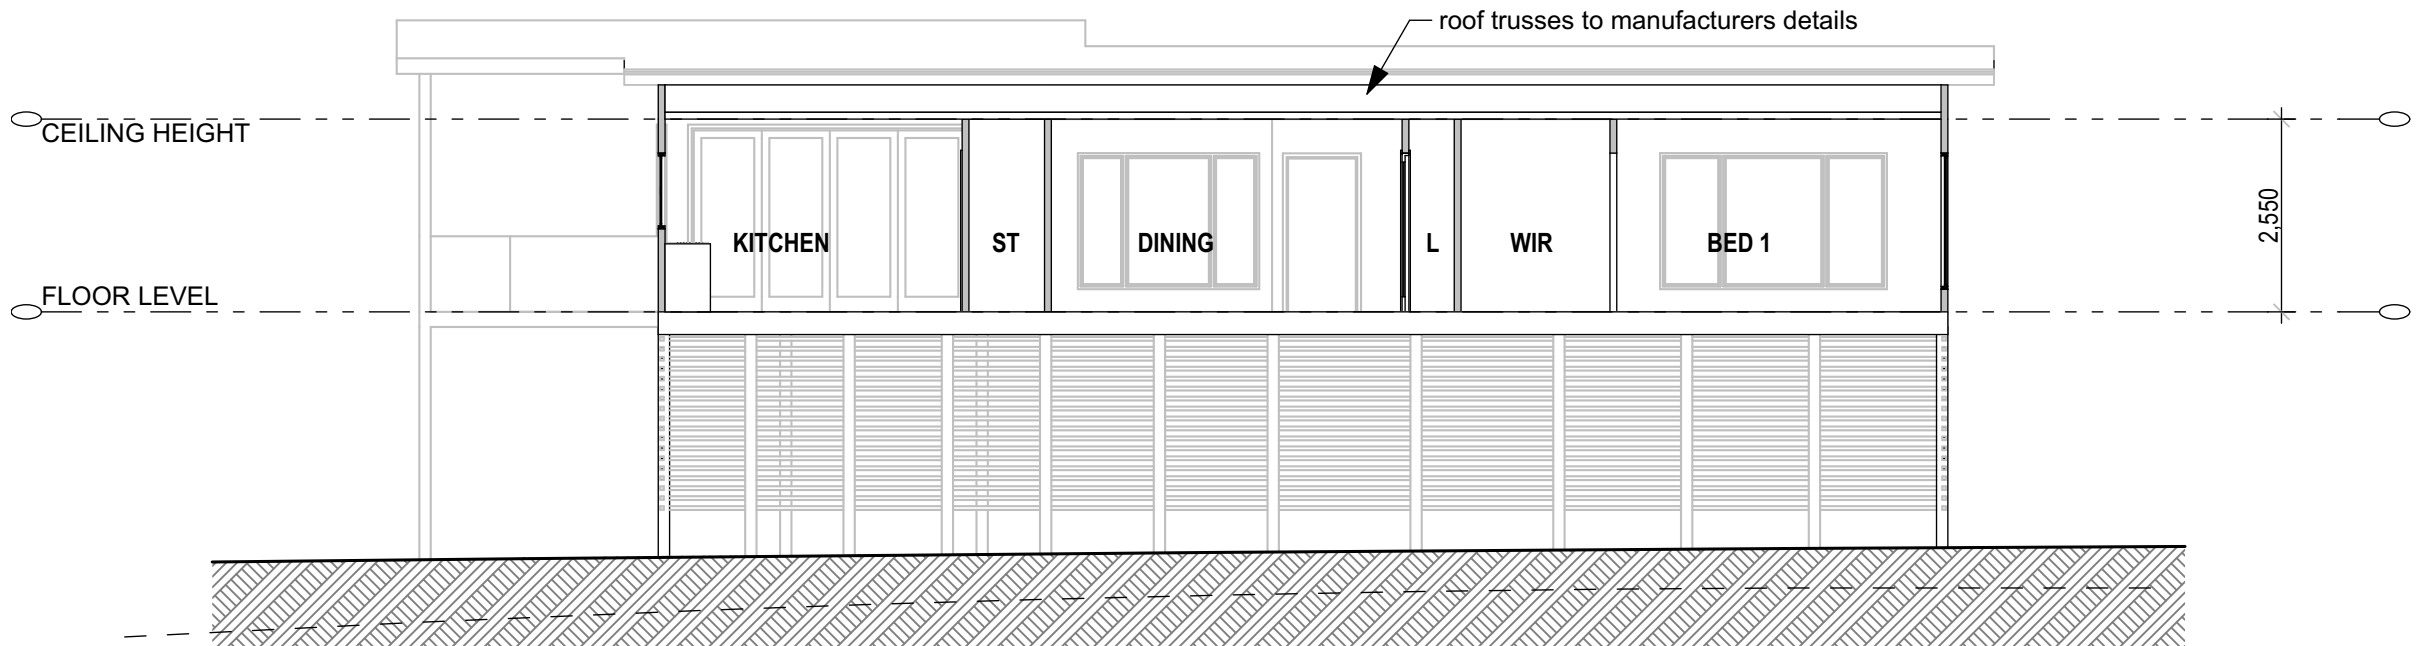 roof trusses to manufacturers details
CEILING HEIGHT
KITCHEN
ST
DINING
L
WIR
BED 1
2,550
FLOOR LEVEL